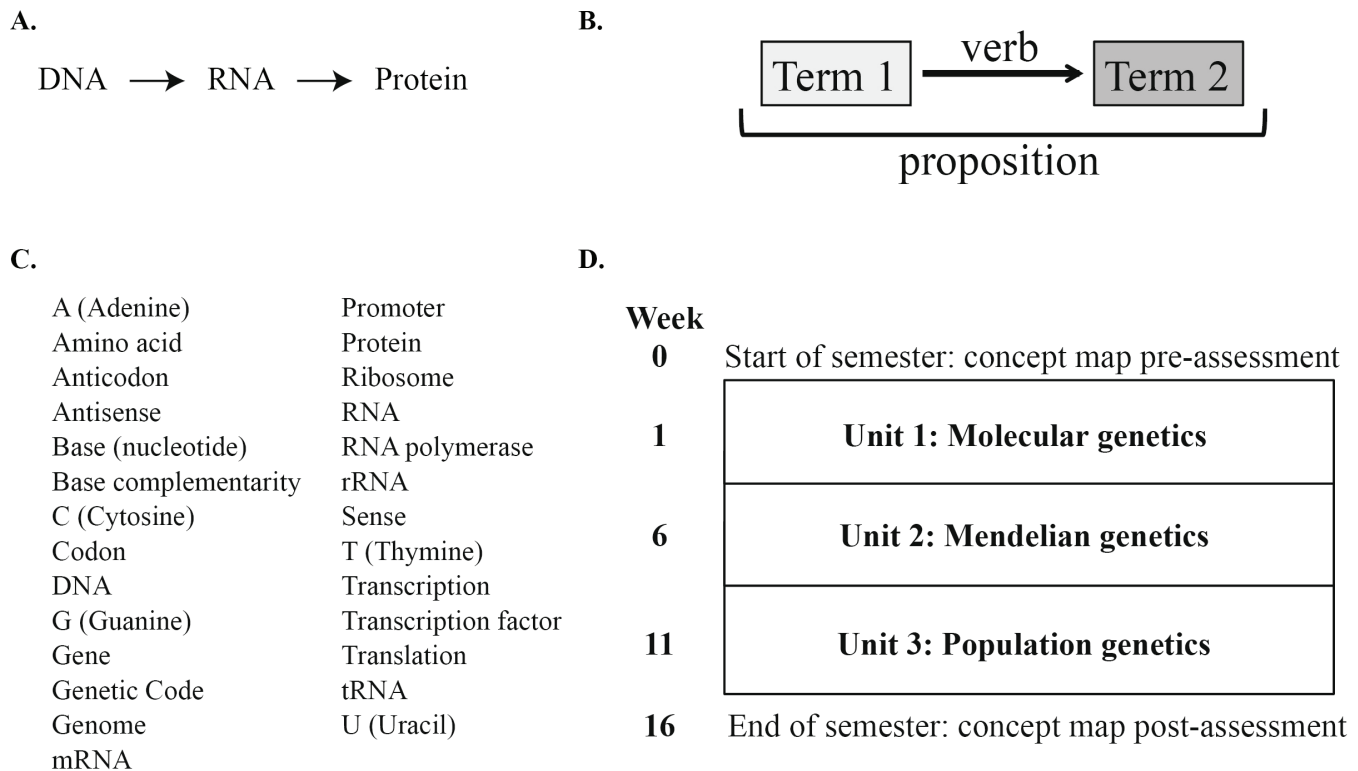 A.
DNA → RNA → Protein
B.
verb
Term 1 Term 2
proposition
C.
A (Adenine)
Amino acid
Anticodon
Antisense
Base (nucleotide)
Base complementarity
C (Cytosine)
Codon
DNA
G (Guanine)
Gene
Genetic Code
Genome
mRNA
Promoter
Protein
Ribosome
RNA
RNA polymerase
rRNA
Sense
T (Thymine)
Transcription
Transcription factor
Translation
tRNA
U (Uracil)
D.
Week
0 Start of semester: concept map pre-assessment
1 Unit 1: Molecular genetics
6 Unit 2: Mendelian genetics
11 Unit 3: Population genetics
16 End of semester: concept map post-assessment